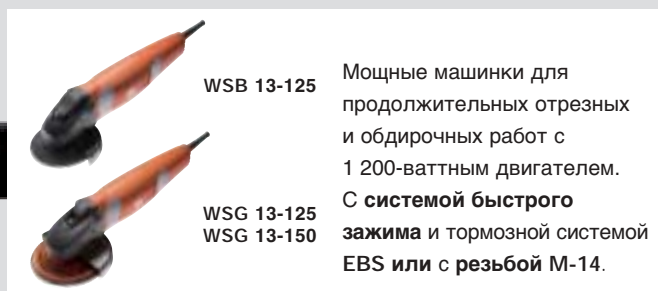 WSB 13-125
WSG 13-125
WSG 13-150
Мощные машинки для
продолжительных отрезных
и обдирочных работ с
1 200-ваттным двигателем.
С системой быстрого
зажима и тормозной системой
EBS или с резьбой М-14.